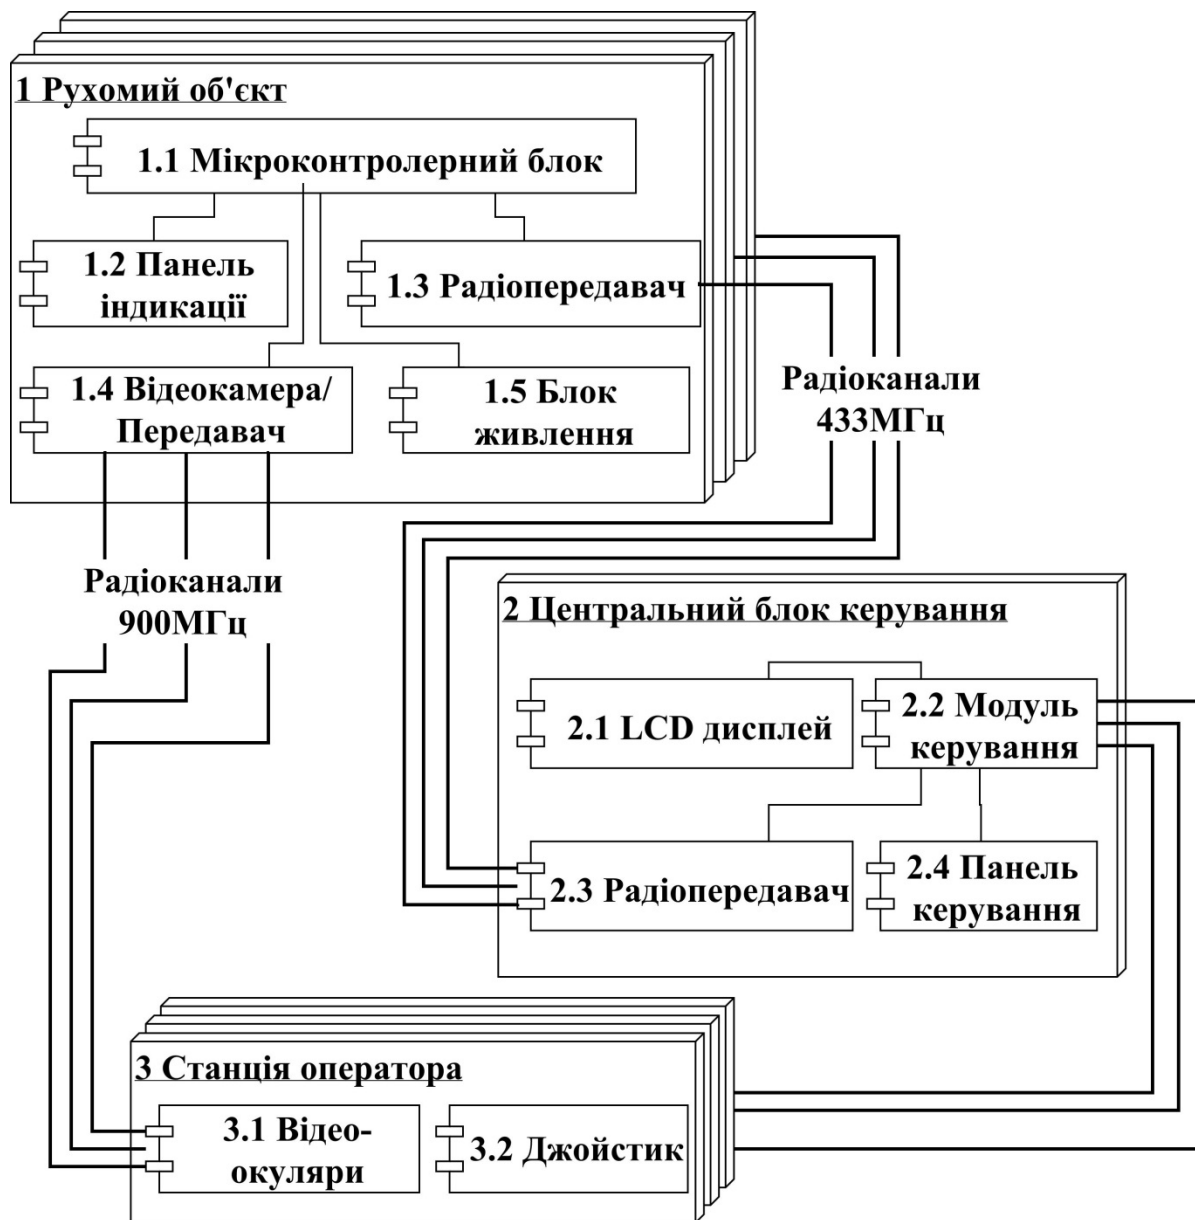 1 Рухомий об'єкт
1.1 Мікроконтролерний блок
1.2 Панель
індикації
1.3 Радіопередавач
1.4 Відеокамера/
Передавач
1.5 Блок
живлення
Радіоканали
433МГц
Радіоканали
900МГц
2 Центральний блок керування
2.1 LCD дисплей
2.2 Модуль
керування
2.3 Радіопередавач
2.4 Панель
керування
3 Станція оператора
3.1 Відео-
окуляри
3.2 Джойстик